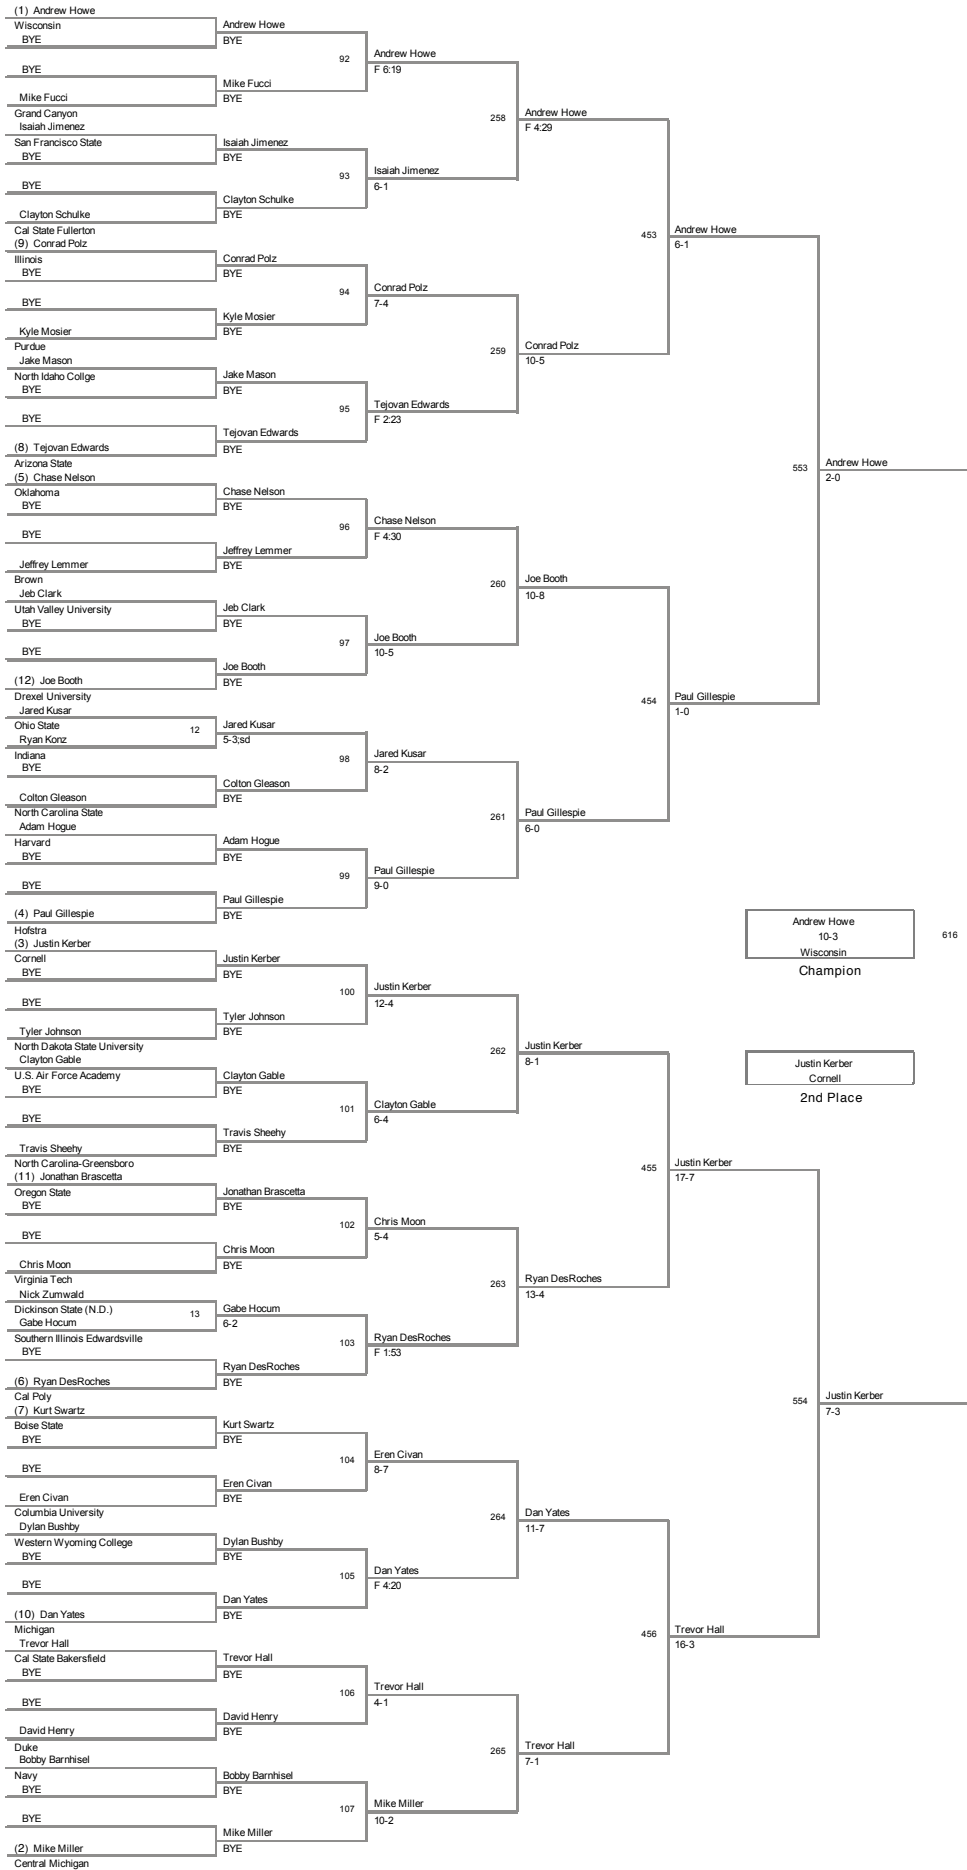 (1) Andrew Howe
Wisconsin
BYE
BYE
Mike Fucci
Grand Canyon
Isaiah Jimenez
San Francisco State
BYE
BYE
Clayton Schulke
Cal State Fullerton
(9) Conrad Polz
Illinois
BYE
BYE
Kyle Mosier
Purdue
Jake Mason
North Idaho Collge
BYE
BYE
(8) Tejovan Edwards
Arizona State
(5) Chase Nelson
Oklahoma
BYE
BYE
Jeffrey Lemmer
Brown
Jeb Clark
Utah Valley University
BYE
BYE
(12) Joe Booth
Drexel University
Jared Kusar
Ohio State
12
Ryan Konz
Indiana
BYE
Colton Gleason
North Carolina State
Adam Hogue
Harvard
BYE
BYE
(4) Paul Gillespie
Hofstra
(3) Justin Kerber
Cornell
BYE
BYE
Tyler Johnson
North Dakota State University
Clayton Gable
U.S. Air Force Academy
BYE
BYE
Travis Sheehy
North Carolina-Greensboro
(11) Jonathan Brascetta
Oregon State
BYE
BYE
Chris Moon
Virginia Tech
Nick Zumwald
Dickinson State (N.D.)
13
Gabe Hocum
Southern Illinois Edwardsville
BYE
(6) Ryan DesRoches
Cal Poly
(7) Kurt Swartz
Boise State
BYE
BYE
Eren Civan
Columbia University
Dylan Bushby
Western Wyoming College
BYE
BYE
(10) Dan Yates
Michigan
Trevor Hall
Cal State Bakersfield
BYE
BYE
David Henry
Duke
Bobby Barnhisel
Navy
BYE
BYE
(2) Mike Miller
Central Michigan
Andrew Howe
BYE
92
Mike Fucci
BYE
Isaiah Jimenez
BYE
93
Clayton Schulke
BYE
Conrad Polz
BYE
94
Kyle Mosier
BYE
Jake Mason
BYE
95
Tejovan Edwards
BYE
Chase Nelson
BYE
96
Jeffrey Lemmer
BYE
Jeb Clark
BYE
97
Joe Booth
BYE
Jared Kusar
5-3;sd
98
Colton Gleason
BYE
Adam Hogue
BYE
99
Paul Gillespie
BYE
Justin Kerber
BYE
100
Tyler Johnson
BYE
Clayton Gable
BYE
101
Travis Sheehy
BYE
Jonathan Brascetta
BYE
102
Chris Moon
BYE
Gabe Hocum
6-2
103
Ryan DesRoches
BYE
Kurt Swartz
BYE
104
Eren Civan
BYE
Dylan Bushby
BYE
105
Dan Yates
BYE
Trevor Hall
BYE
106
David Henry
BYE
Bobby Barnhisel
BYE
107
Mike Miller
BYE
Andrew Howe
F 6:19
258
Isaiah Jimenez
6-1
Conrad Polz
7-4
259
Tejovan Edwards
F 2:23
Chase Nelson
F 4:30
260
Joe Booth
10-5
Jared Kusar
8-2
261
Paul Gillespie
9-0
Justin Kerber
12-4
262
Clayton Gable
6-4
Chris Moon
5-4
263
Ryan DesRoches
F 1:53
Eren Civan
8-7
264
Dan Yates
F 4:20
Trevor Hall
4-1
265
Mike Miller
10-2
Andrew Howe
F 4:29
453
Conrad Polz
10-5
Joe Booth
10-8
454
Paul Gillespie
6-0
Justin Kerber
8-1
455
Ryan DesRoches
13-4
Dan Yates
11-7
456
Trevor Hall
7-1
Andrew Howe
6-1
553
Paul Gillespie
1-0
Justin Kerber
17-7
554
Trevor Hall
16-3
Andrew Howe
2-0
Justin Kerber
7-3
Andrew Howe
10-3
Wisconsin
616
Champion
Justin Kerber
Cornell
2nd Place